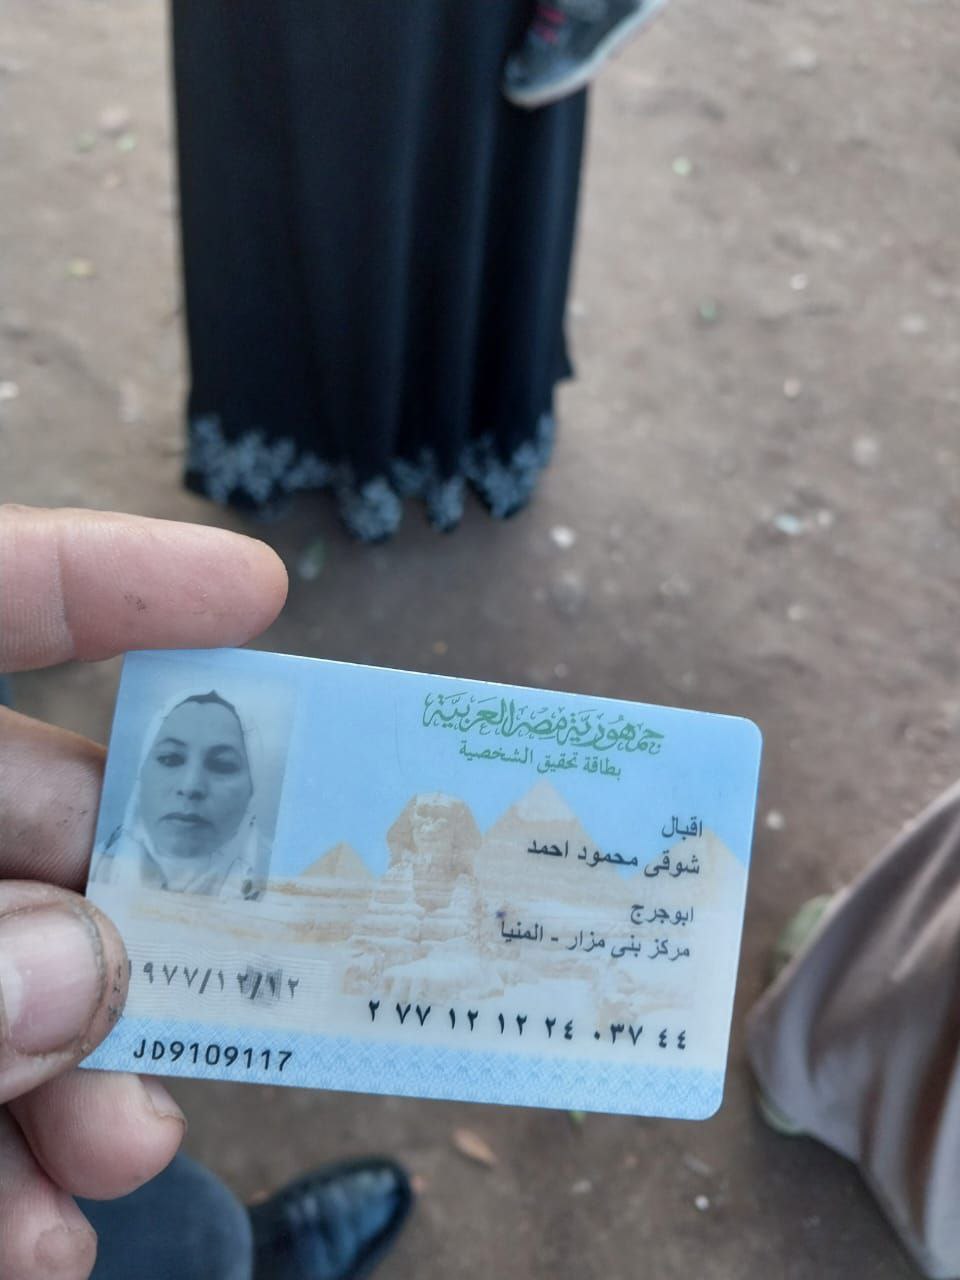 جمهورية مصر العربية
بطاقة تحقيق الشخصية
اقبال
شوقى محمود احمد
ابوجرج
مركز بنى مزار - المنيا
١٩٧٧/١٢/١٢
٢ ٧٧ ١٢ ١٢ ٢٤ ٠٣٧ ٤٤
JD9109117